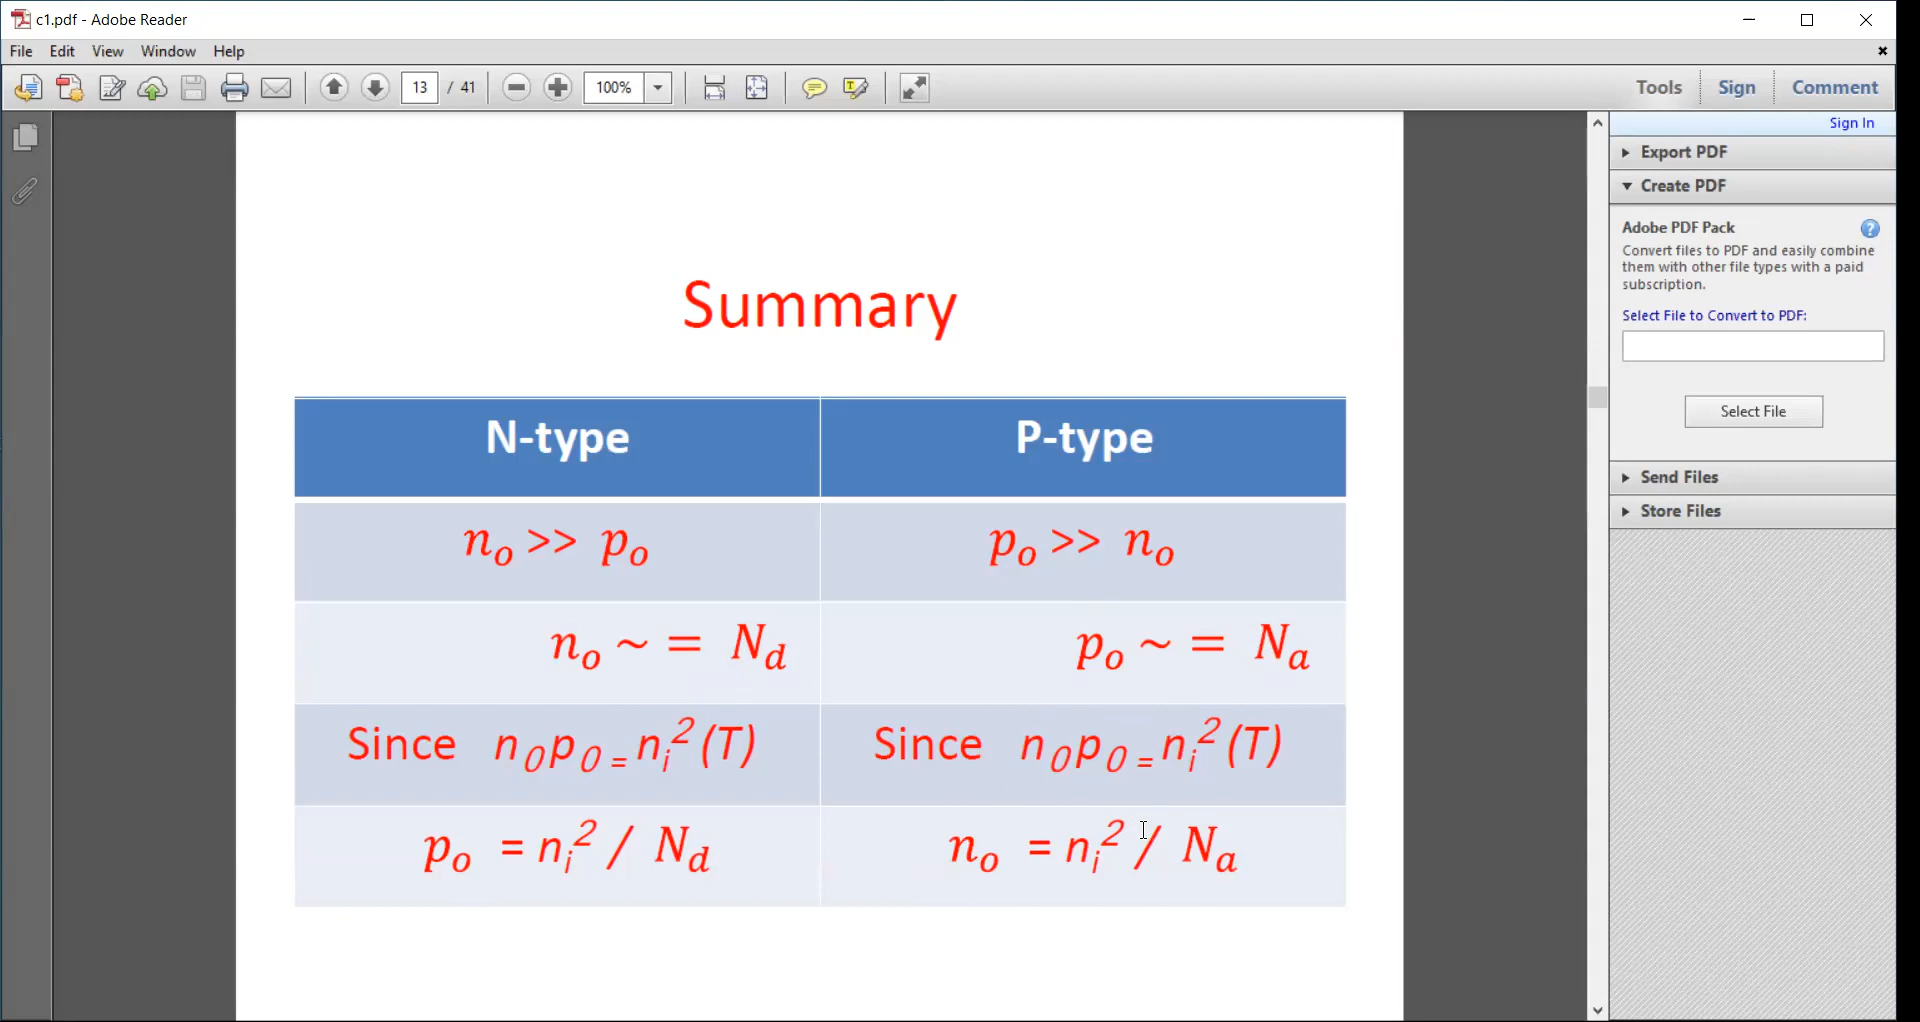 c1.pdf - Adobe Reader
File Edit View Window Help
13 / 41 100% Tools Sign Comment
Sign In
Export PDF
Create PDF
Adobe PDF Pack
Convert files to PDF and easily combine
them with other file types with a paid
subscription.
Select File to Convert to PDF:
Select File
Send Files
Store Files
Summary
N-type P-type
nₒ >> pₒ pₒ >> nₒ
nₒ ~ = N_d pₒ ~ = Nₐ
Since n₀p₀ = nᵢ²(T) Since n₀p₀ = nᵢ²(T)
pₒ = nᵢ² / N_d nₒ = nᵢ² / Nₐ